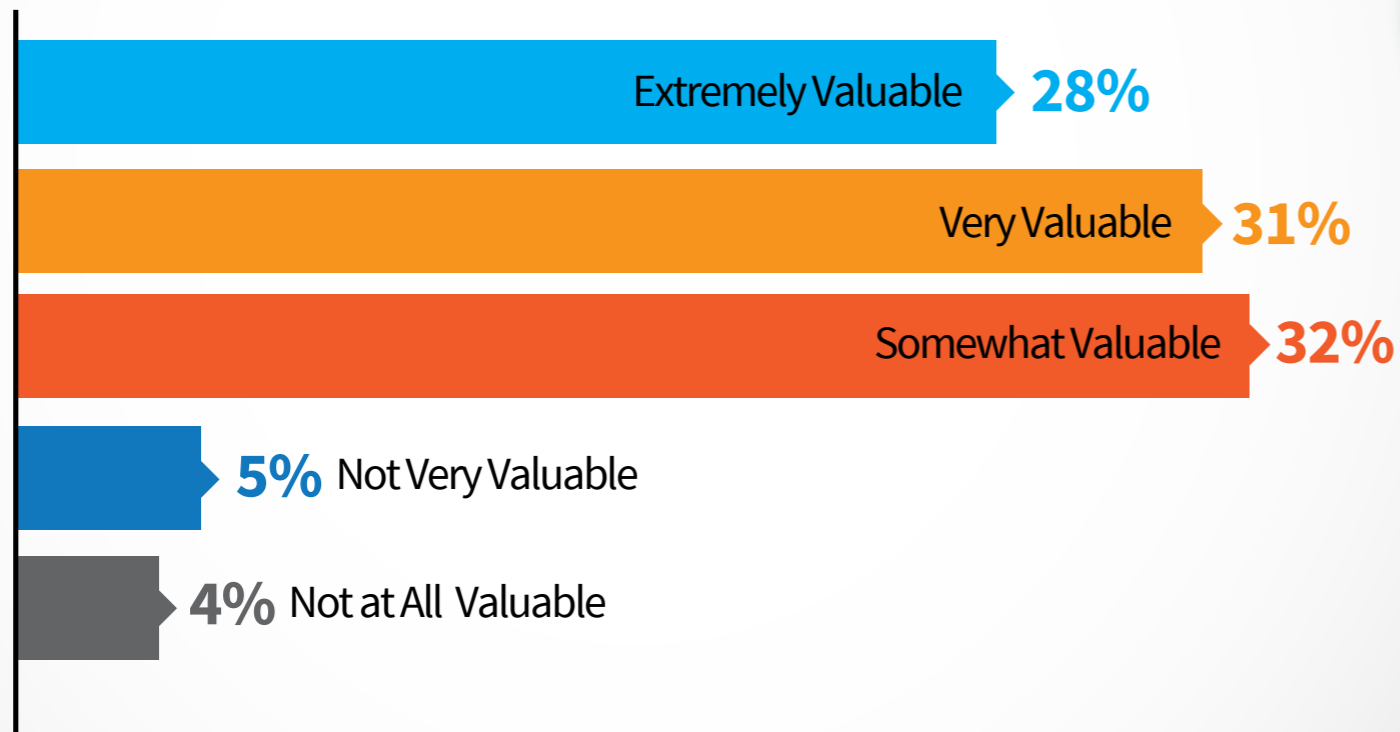 Extremely Valuable 28%
Very Valuable 31%
Somewhat Valuable 32%
5% Not Very Valuable
4% Not at All Valuable